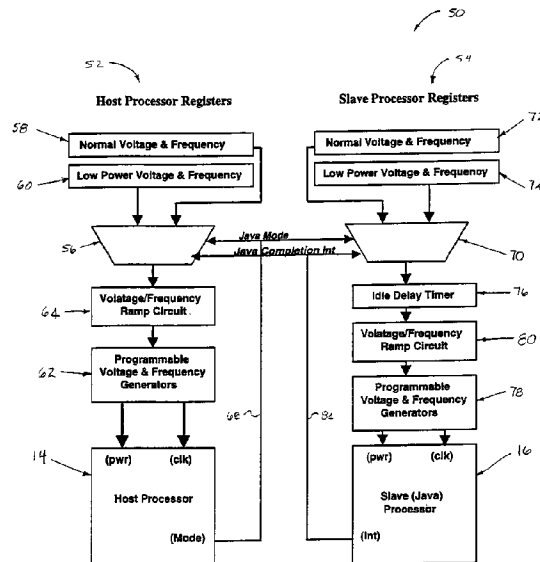 50
52
54
Host Processor Registers
Slave Processor Registers
58
Normal Voltage & Frequency
Normal Voltage & Frequency
72
60
Low Power Voltage & Frequency
Low Power Voltage & Frequency
74
56
Java Mode
Java Completion Int
70
64
Volatage/Frequency
Ramp Circuit
Idle Delay Timer
76
Volatage/Frequency
Ramp Circuit
80
62
Programmable
Voltage & Frequency
Generators
Programmable
Voltage & Frequency
Generators
78
68
14
(pwr)
(clk)
Host Processor
(Mode)
(pwr)
(clk)
16
Slave (Java)
Processor
(Int)